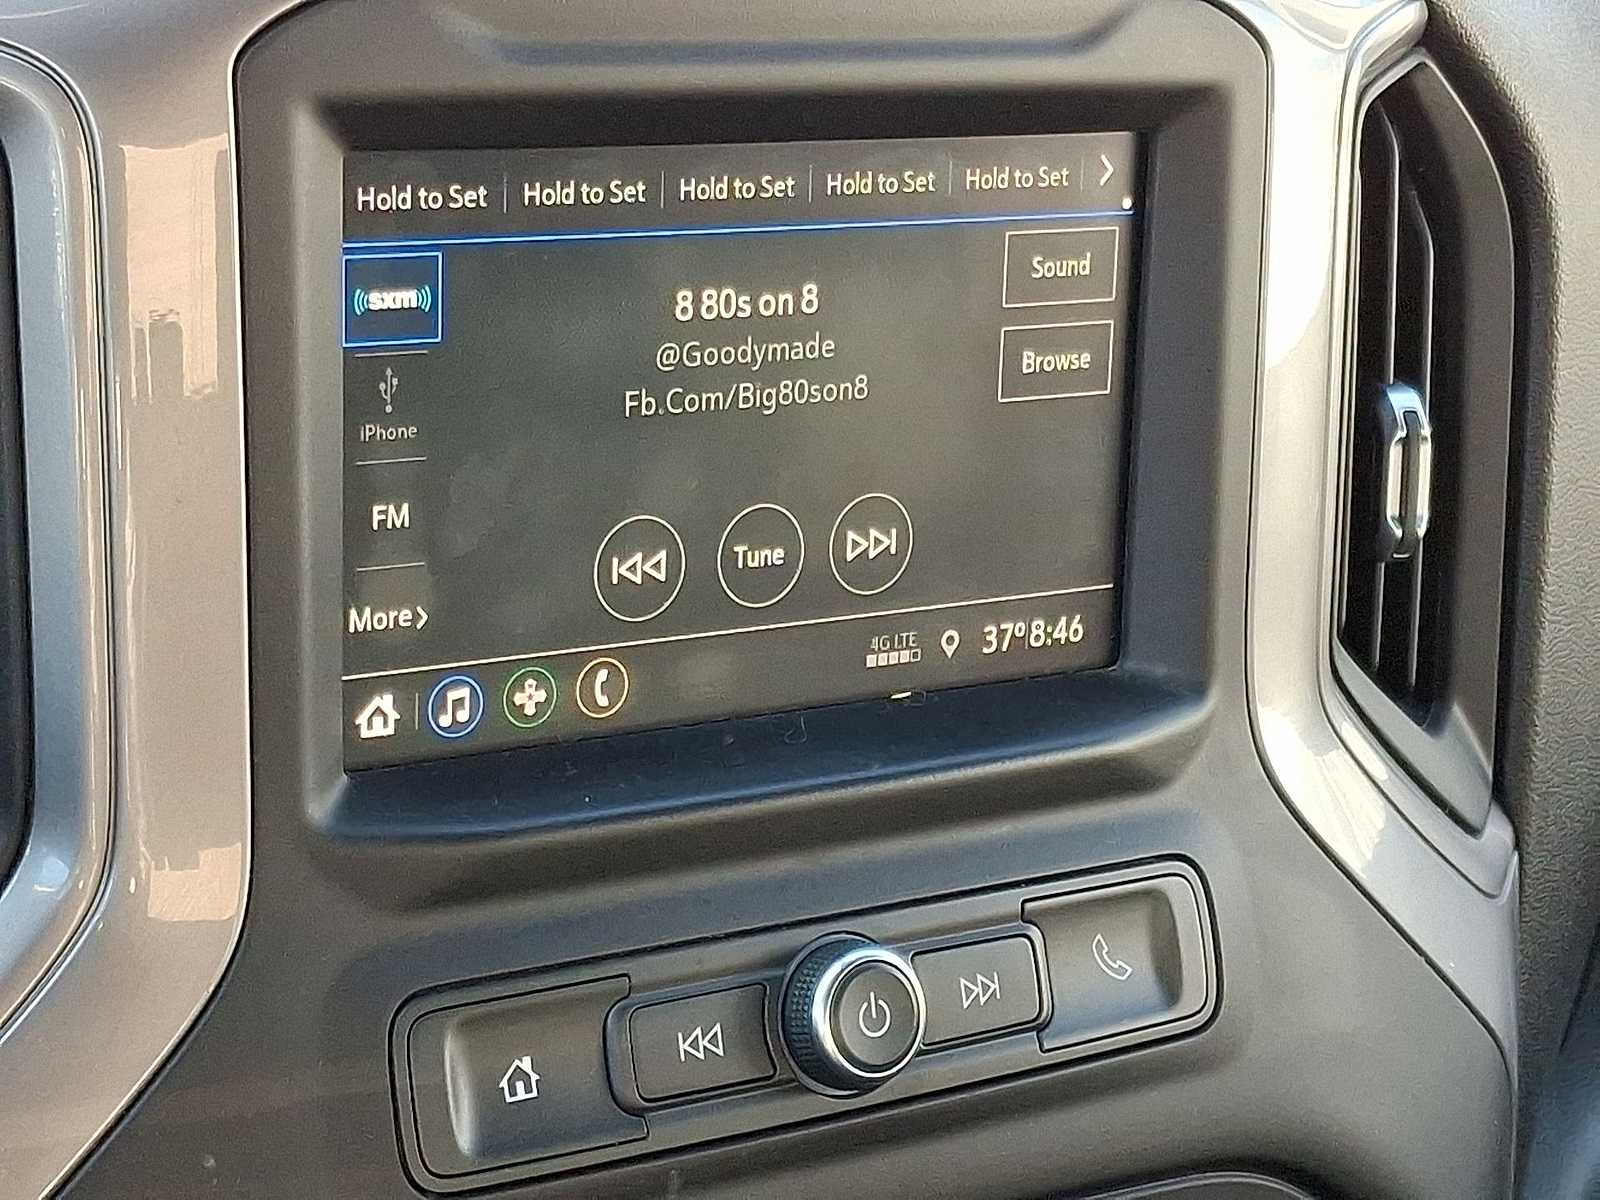 Hold to Set Hold to Set Hold to Set Hold to Set Hold to Set
sxm
Sound
8 80s on 8
@Goodymade
Browse
Fb.Com/Big80son8
iPhone
FM
Tune
More
4G LTE 37° 8:46